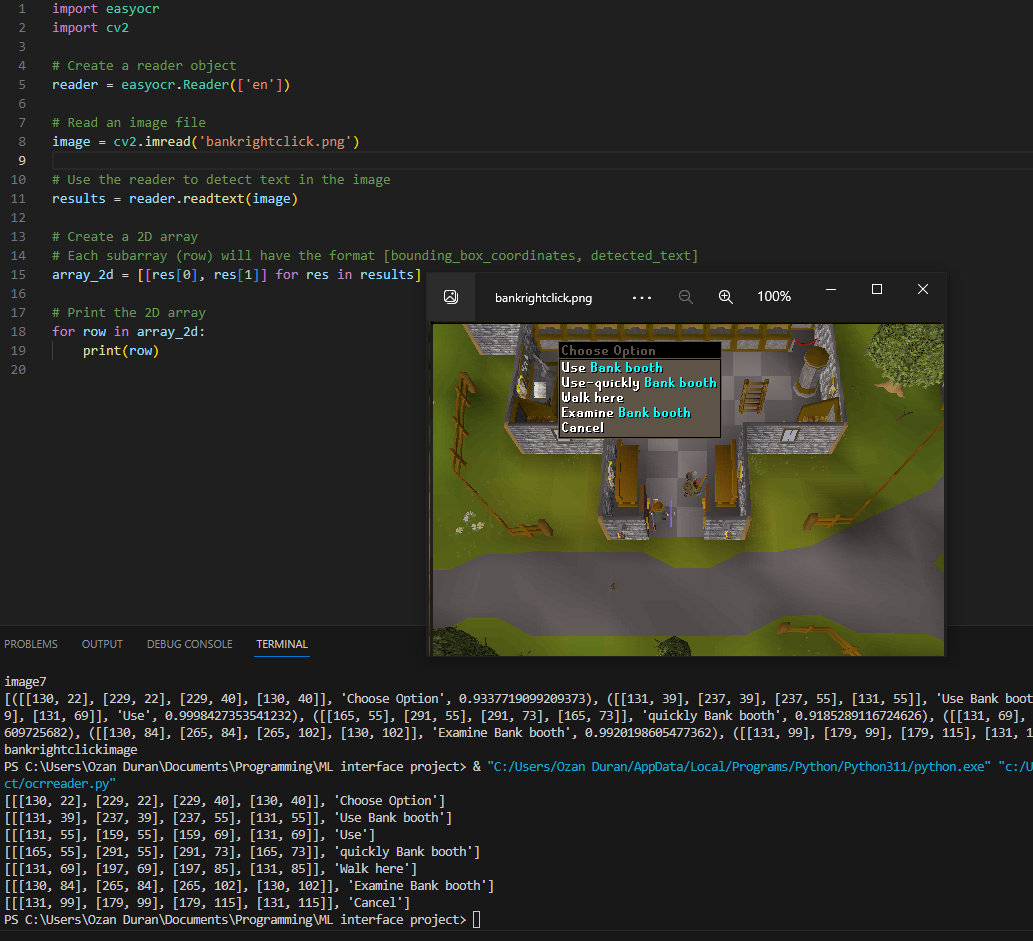 1 import easyocr
2 import cv2
3
4 # Create a reader object
5 reader = easyocr.Reader(['en'])
6
7 # Read an image file
8 image = cv2.imread('bankrightclick.png')
9
10 # Use the reader to detect text in the image
11 results = reader.readtext(image)
12
13 # Create a 2D array
14 # Each subarray (row) will have the format [bounding_box_coordinates, detected_text]
15 array_2d = [[res[0], res[1]] for res in results]
16
17 # Print the 2D array
18 for row in array_2d:
19 print(row)
20
bankrightclick.png ... 100%
Choose Option
Use Bank booth
Use-quickly Bank booth
Walk here
Examine Bank booth
Cancel
PROBLEMS OUTPUT DEBUG CONSOLE TERMINAL
image7
[([[130, 22], [229, 22], [229, 40], [130, 40]], 'Choose Option', 0.9337719099209373), ([[131, 39], [237, 39], [237, 55], [131, 55]], 'Use Bank boot
9], [131, 69]], 'Use', 0.9998427353541232), ([[165, 55], [291, 55], [291, 73], [165, 73]], 'quickly Bank booth', 0.9185289116724626), ([[131, 69],
609725682), ([[130, 84], [265, 84], [265, 102], [130, 102]], 'Examine Bank booth', 0.9920198605477362), ([[131, 99], [179, 99], [179, 115], [131, 1
bankrightclickimage
PS C:\Users\Ozan Duran\Documents\Programming\ML interface project> & "C:/Users/Ozan Duran/AppData/Local/Programs/Python/Python311/python.exe" "c:/U
ct/ocrreader.py"
[[[130, 22], [229, 22], [229, 40], [130, 40]], 'Choose Option']
[[[131, 39], [237, 39], [237, 55], [131, 55]], 'Use Bank booth']
[[[131, 55], [159, 55], [159, 69], [131, 69]], 'Use']
[[[165, 55], [291, 55], [291, 73], [165, 73]], 'quickly Bank booth']
[[[131, 69], [197, 69], [197, 85], [131, 85]], 'Walk here']
[[[130, 84], [265, 84], [265, 102], [130, 102]], 'Examine Bank booth']
[[[131, 99], [179, 99], [179, 115], [131, 115]], 'Cancel']
PS C:\Users\Ozan Duran\Documents\Programming\ML interface project>